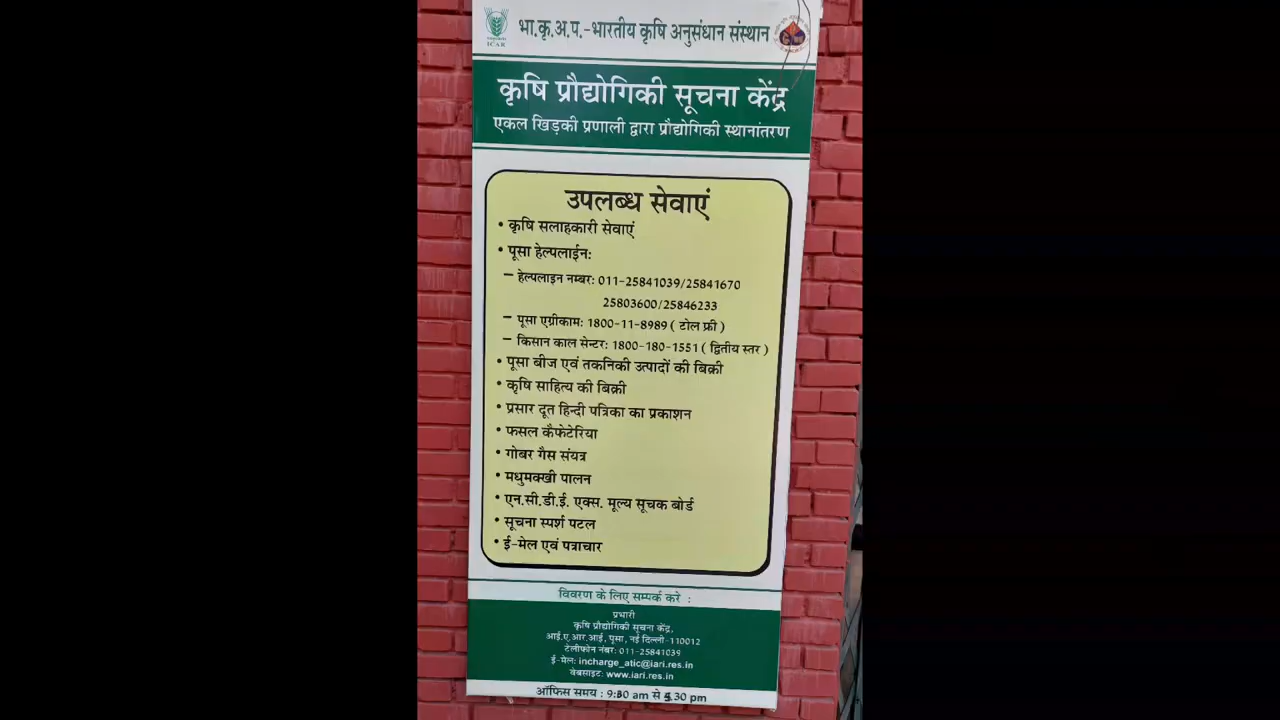 भा.कृ.अ.प.-भारतीय कृषि अनुसंधान संस्थान
ICAR
कृषि प्रौद्योगिकी सूचना केंद्र
एकल खिड़की प्रणाली द्वारा प्रौद्योगिकी स्थानांतरण
उपलब्ध सेवाएं
• कृषि सलाहकारी सेवाएं
• पूसा हेल्पलाईन:
– हेल्पलाइन नम्बर: 011-25841039/25841670
25803600/25846233
– पूसा एग्रीकाम: 1800-11-8989 ( टोल फ्री )
– किसान काल सेन्टर: 1800-180-1551 ( द्वितीय स्तर )
• पूसा बीज एवं तकनिकी उत्पादों की बिक्री
• कृषि साहित्य की बिक्री
• प्रसार दूत हिन्दी पत्रिका का प्रकाशन
• फसल कैफेटेरिया
• गोबर गैस संयत्र
• मधुमक्खी पालन
• एन.सी.डी.ई. एक्स. मूल्य सूचक बोर्ड
• सूचना स्पर्श पटल
• ई-मेल एवं पत्राचार
विवरण के लिए सम्पर्क करे :
प्रभारी
कृषि प्रौद्योगिकी सूचना केंद्र,
आई.ए.आर.आई, पूसा, नई दिल्ली-110012
टेलीफोन नंबर: 011-25841039
ई-मेल: incharge_atic@iari.res.in
वेबसाइट: www.iari.res.in
ऑफिस समय : 9:30 am से 5.30 pm